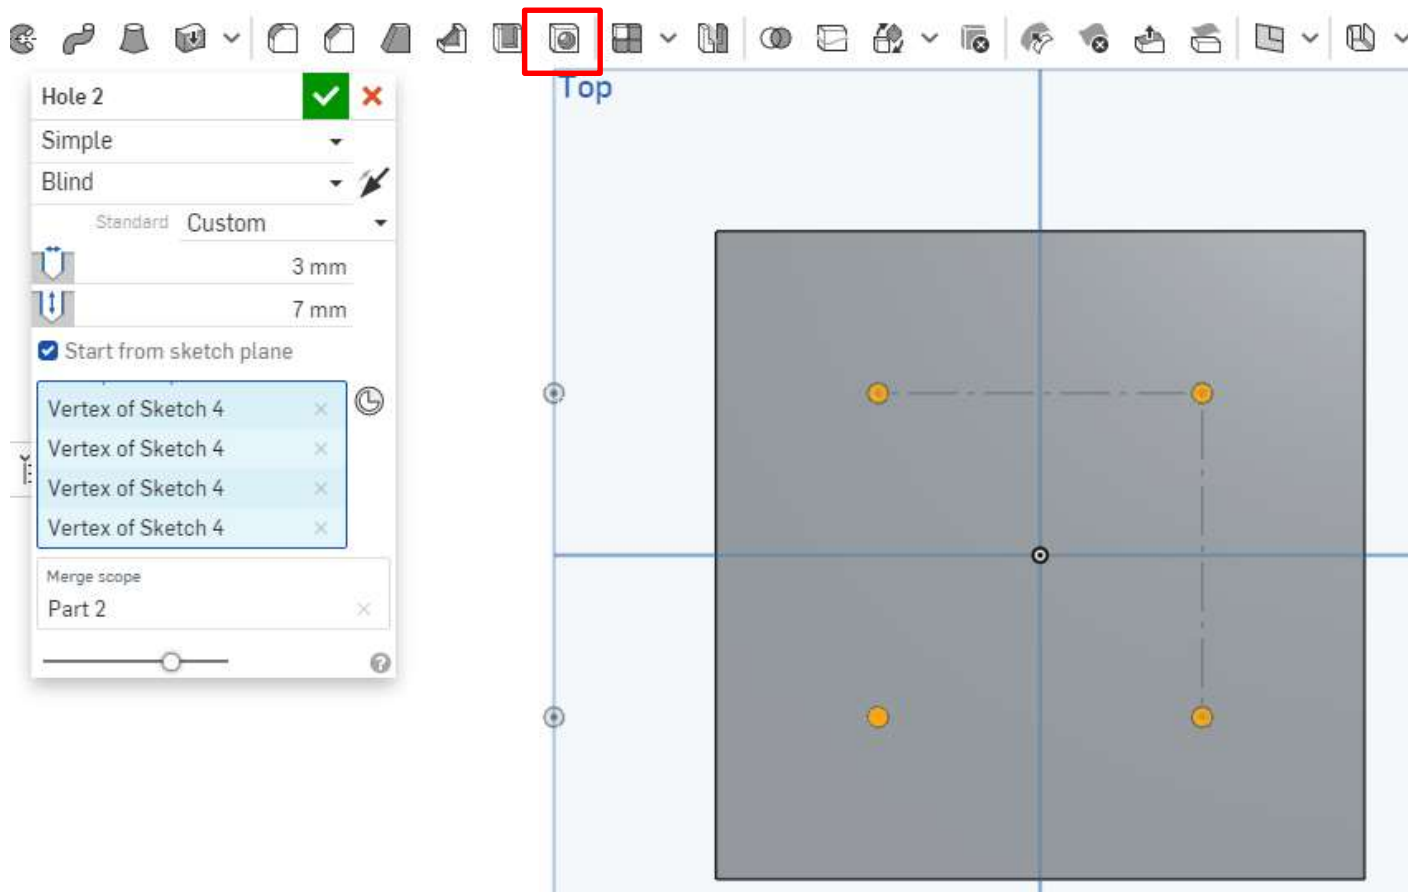 Top
Hole 2
Simple
Blind
Standard Custom
3 mm
7 mm
Start from sketch plane
Vertex of Sketch 4
Vertex of Sketch 4
Vertex of Sketch 4
Vertex of Sketch 4
Merge scope
Part 2